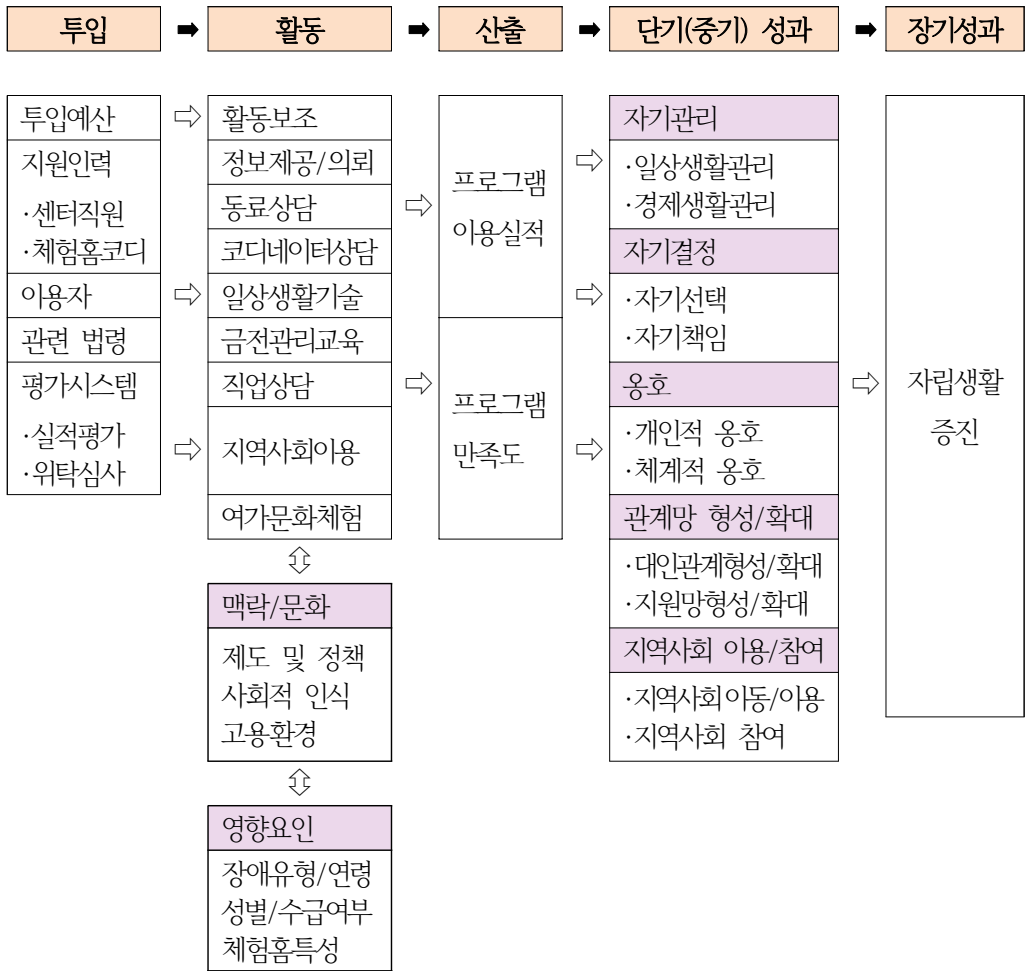 투입 ➡ 활동 ➡ 산출 ➡ 단기(중기) 성과 ➡ 장기성과
투입예산
지원인력
·센터직원
·체험홈코디
이용자
관련 법령
평가시스템
·실적평가
·위탁심사
활동보조
정보제공/의뢰
동료상담
코디네이터상담
일상생활기술
금전관리교육
직업상담
지역사회이용
여가문화체험
맥락/문화
제도 및 정책
사회적 인식
고용환경
영향요인
장애유형/연령
성별/수급여부
체험홈특성
프로그램
이용실적
프로그램
만족도
자기관리
·일상생활관리
·경제생활관리
자기결정
·자기선택
·자기책임
옹호
·개인적 옹호
·체계적 옹호
관계망 형성/확대
·대인관계형성/확대
·지원망형성/확대
지역사회 이용/참여
·지역사회이동/이용
·지역사회 참여
자립생활
증진